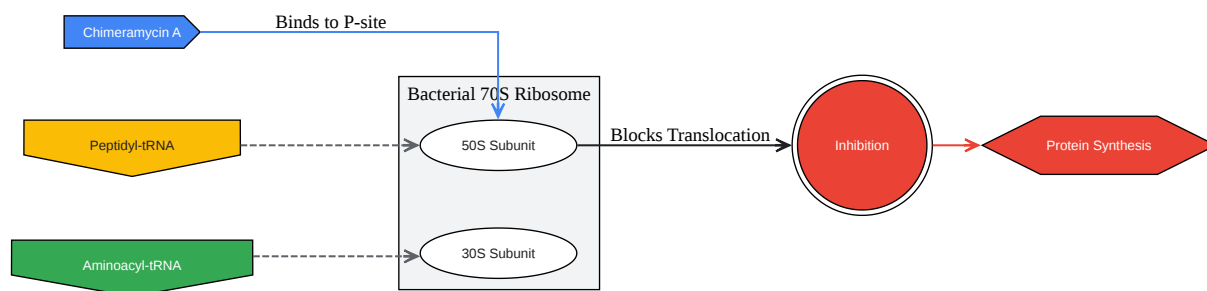 Chimeramycin A
Binds to P-site
Bacterial 70S Ribosome
Peptidyl-tRNA
50S Subunit
Blocks Translocation
Inhibition
Protein Synthesis
Aminoacyl-tRNA
30S Subunit